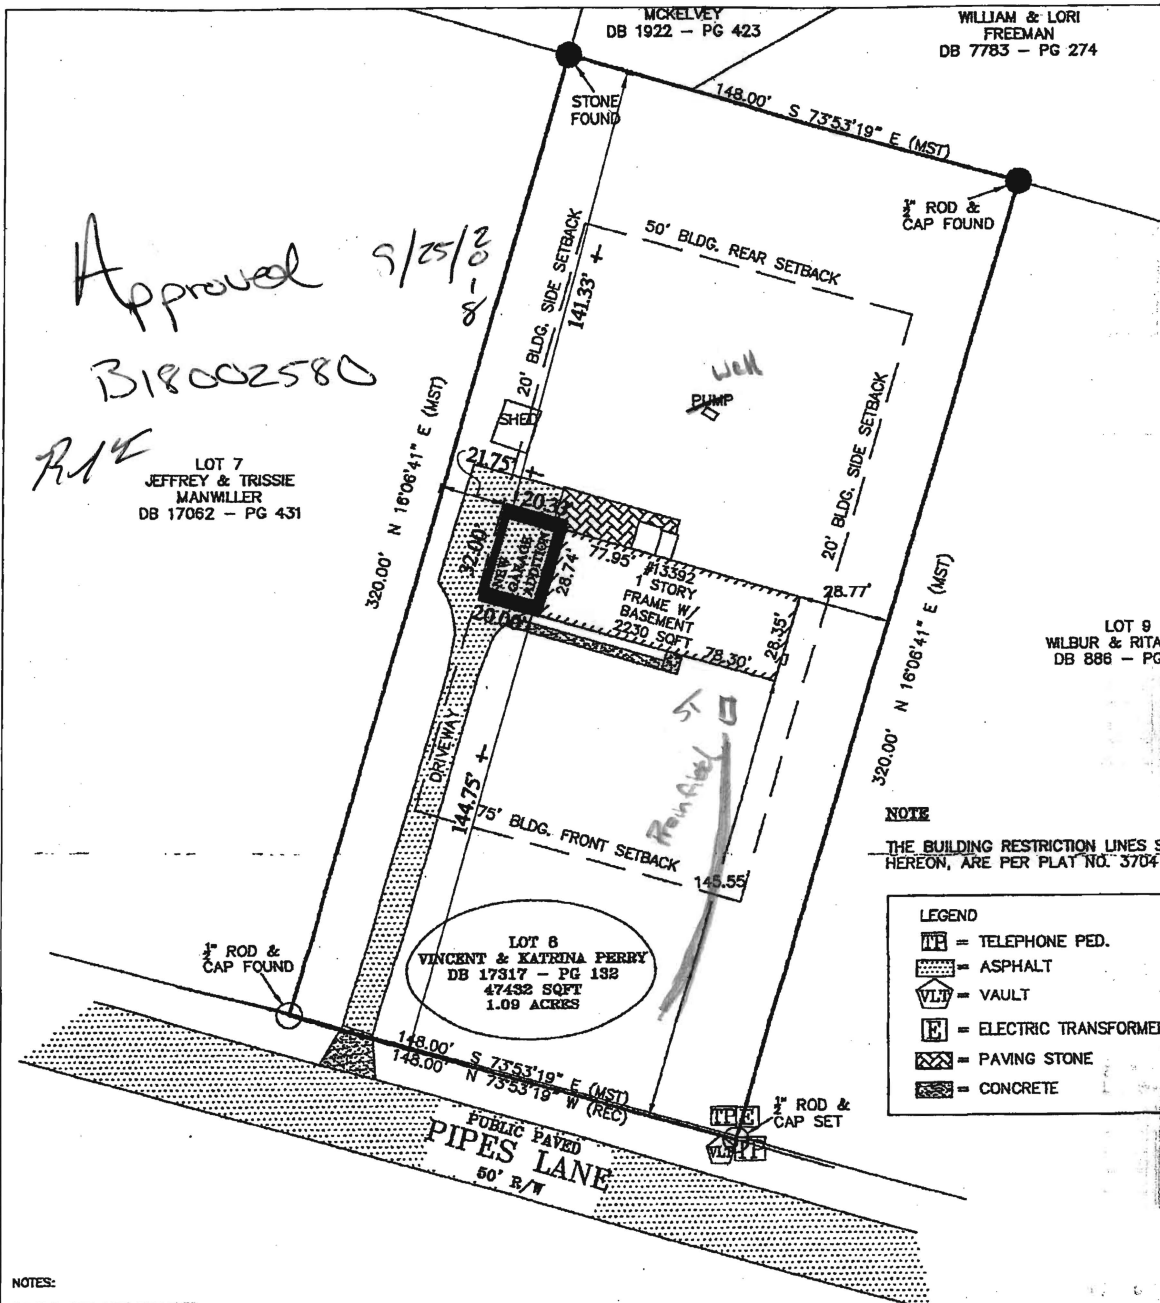 MCKELVEY
DB 1922 - PG 423
WILLIAM & LORI
FREEMAN
DB 7783 - PG 274
STONE
FOUND
148.00' S 73°53'19" E (MST)
1/2" ROD &
CAP FOUND
Approved 9/25/2018
B18002580
LOT 7
JEFFREY & TRISSIE
MANWILLER
DB 17062 - PG 431
320.00' N 16°06'41" E (MST)
20' BLDG. SIDE SETBACK
141.33' ±
50' BLDG. REAR SETBACK
Well
PUMP
20' BLDG. SIDE SETBACK
SHED
21.75' ±
20.33'
32.00'
NEW
GARAGE
ADDITION
28.74'
77.95'
#13392
1 STORY
FRAME W/
BASEMENT
2230 SQFT
28.77'
28.35'
78.30'
20.00'
LOT 9
WILBUR & RITA
DB 886 - PG
320.00' N 16°06'41" E (MST)
ST
Drainfield
DRIVEWAY
144.75' ±
75' BLDG. FRONT SETBACK
145.55'
NOTE
THE BUILDING RESTRICTION LINES S
HEREON, ARE PER PLAT NO. 3704
LOT 8
VINCENT & KATRINA PERRY
DB 17317 - PG 132
47432 SQFT
1.09 ACRES
1/2" ROD &
CAP FOUND
LEGEND
TP = TELEPHONE PED.
= ASPHALT
VLT = VAULT
E = ELECTRIC TRANSFORMER
= PAVING STONE
= CONCRETE
148.00' S 73°53'19" E (MST)
148.00' N 73°53'19" W (REC)
TP E
1/2" ROD &
CAP SET
VLT TP
PUBLIC PAVED
PIPES LANE
50' R/W
NOTES: